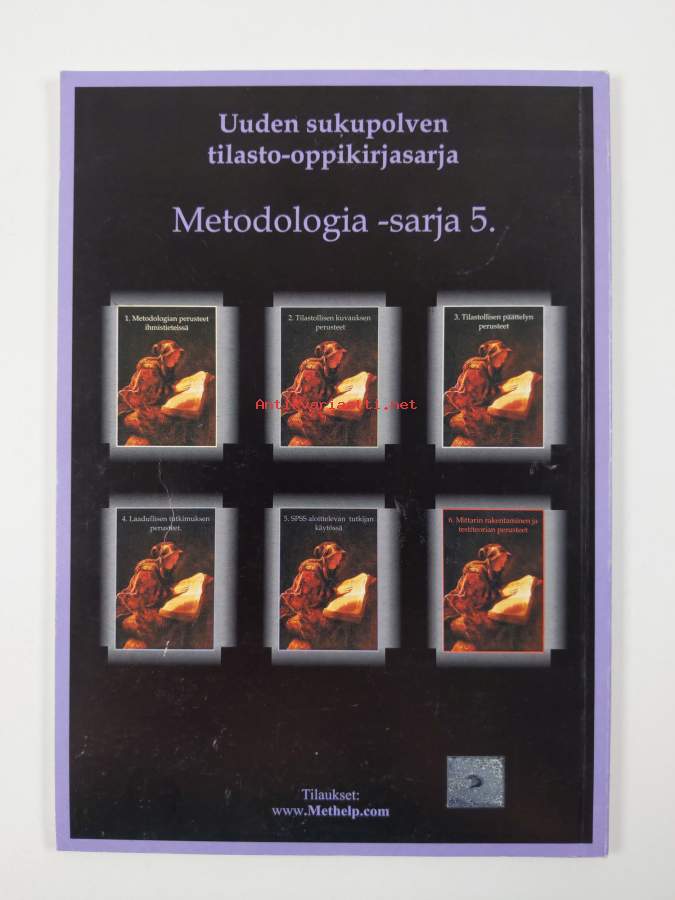 Uuden sukupolven
tilasto-oppikirjasarja
Metodologia -sarja 5.
1. Metodologian perusteet
ihmistieteissä
2. Tilastollisen kuvauksen
perusteet
3. Tilastollisen päättelyn
perusteet
Antikvariaatti.net
4. Laadullisen tutkimuksen
perusteet.
5. SPSS aloittelevan tutkijan
käytössä
6. Mittarin rakentaminen ja
testiteorian perusteet
Tilaukset:
www.Methelp.com